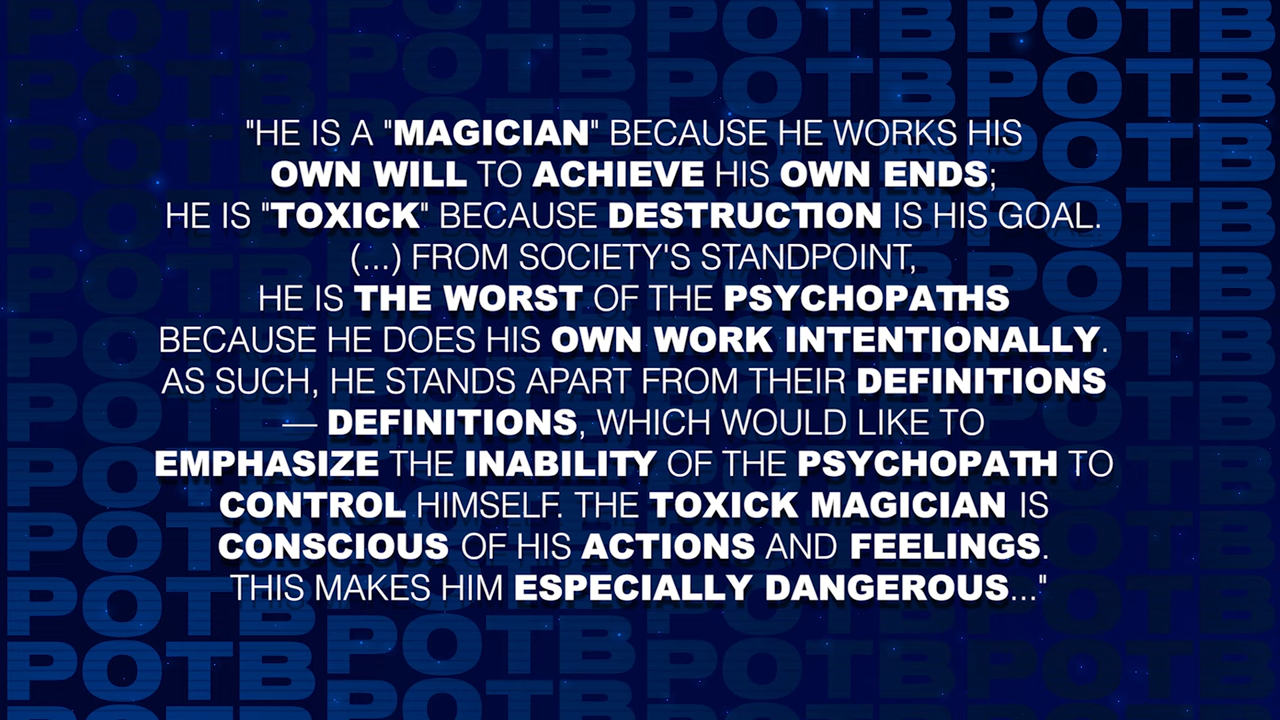 "HE IS A "MAGICIAN" BECAUSE HE WORKS HIS
OWN WILL TO ACHIEVE HIS OWN ENDS;
HE IS "TOXICK" BECAUSE DESTRUCTION IS HIS GOAL.
(...) FROM SOCIETY'S STANDPOINT,
HE IS THE WORST OF THE PSYCHOPATHS
BECAUSE HE DOES HIS OWN WORK INTENTIONALLY.
AS SUCH, HE STANDS APART FROM THEIR DEFINITIONS
— DEFINITIONS, WHICH WOULD LIKE TO
EMPHASIZE THE INABILITY OF THE PSYCHOPATH TO
CONTROL HIMSELF. THE TOXICK MAGICIAN IS
CONSCIOUS OF HIS ACTIONS AND FEELINGS.
THIS MAKES HIM ESPECIALLY DANGEROUS..."
POTB